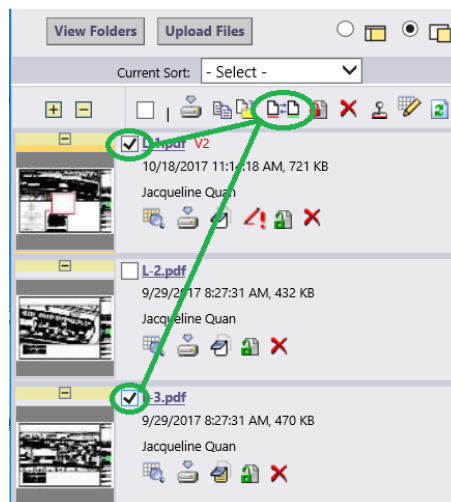 View Folders Upload Files
Current Sort: - Select -
L-1.pdf V2
10/18/2017 11:14:18 AM, 721 KB
Jacqueline Quan
L-2.pdf
9/29/2017 8:27:31 AM, 432 KB
Jacqueline Quan
L-3.pdf
9/29/2017 8:27:31 AM, 470 KB
Jacqueline Quan